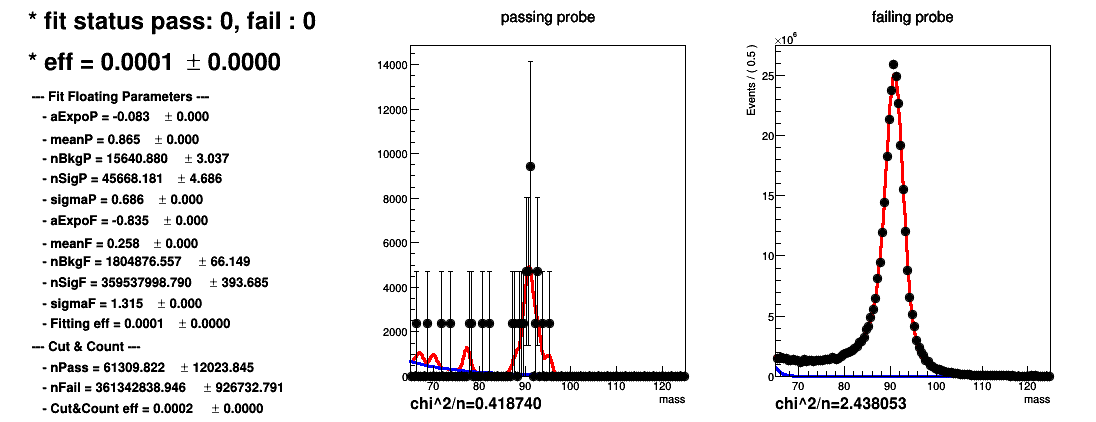 * fit status pass: 0, fail : 0
* eff = 0.0001 ± 0.0000
--- Fit Floating Parameters ---
- aExpoP = -0.083 ± 0.000
- meanP = 0.865 ± 0.000
- nBkgP = 15640.880 ± 3.037
- nSigP = 45668.181 ± 4.686
- sigmaP = 0.686 ± 0.000
- aExpoF = -0.835 ± 0.000
- meanF = 0.258 ± 0.000
- nBkgF = 1804876.557 ± 66.149
- nSigF = 359537998.790 ± 393.685
- sigmaF = 1.315 ± 0.000
- Fitting eff = 0.0001 ± 0.0000
--- Cut & Count ---
- nPass = 61309.822 ± 12023.845
- nFail = 361342838.946 ± 926732.791
- Cut&Count eff = 0.0002 ± 0.0000
passing probe
14000
12000
10000
8000
6000
4000
2000
0
70 80 90 100 110 120
mass
chi^2/n=0.418740
failing probe
×10^6
Events / ( 0.5 )
25
20
15
10
5
0
70 80 90 100 110 120
mass
chi^2/n=2.438053